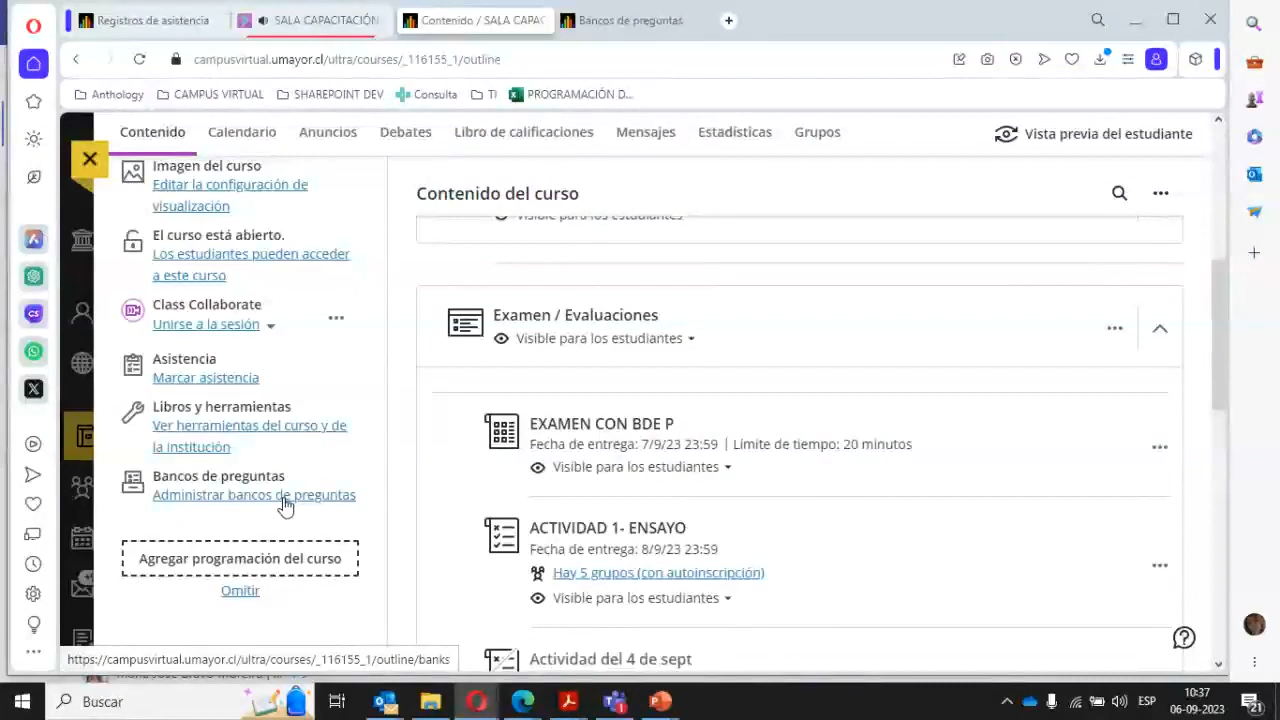 Registros de asistencia
SALA CAPACITACIÓN
Contenido / SALA CAPAC
Bancos de preguntas
campusvirtual.umayor.cl/ultra/courses/_116155_1/outline
Anthology
CAMPUS VIRTUAL
SHAREPOINT DEV
Consulta
TI
PROGRAMACIÓN D...
Contenido
Calendario
Anuncios
Debates
Libro de calificaciones
Mensajes
Estadísticas
Grupos
Vista previa del estudiante
Imagen del curso
Editar la configuración de
visualización
El curso está abierto.
Los estudiantes pueden acceder
a este curso
Class Collaborate
Unirse a la sesión
Asistencia
Marcar asistencia
Libros y herramientas
Ver herramientas del curso y de
la institución
Bancos de preguntas
Administrar bancos de preguntas
Agregar programación del curso
Omitir
Contenido del curso
Visible para los estudiantes
Examen / Evaluaciones
Visible para los estudiantes
EXAMEN CON BDE P
Fecha de entrega: 7/9/23 23:59 | Límite de tiempo: 20 minutos
Visible para los estudiantes
ACTIVIDAD 1- ENSAYO
Fecha de entrega: 8/9/23 23:59
Hay 5 grupos (con autoinscripción)
Visible para los estudiantes
Actividad del 4 de sept
https://campusvirtual.umayor.cl/ultra/courses/_116155_1/outline/banks
Buscar
ESP
10:37
06-09-2023
21